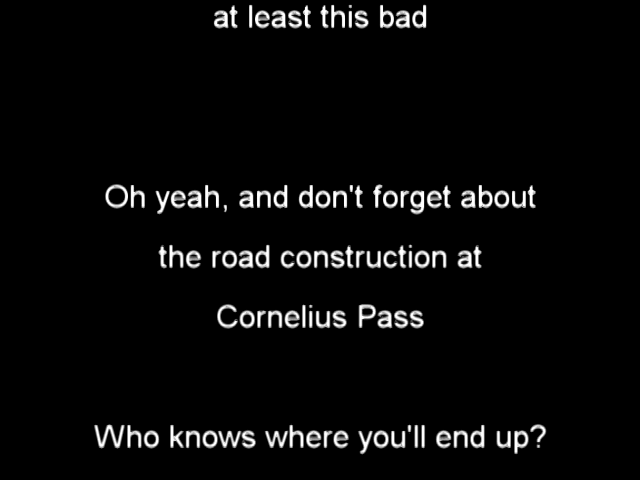 at least this bad
Oh yeah, and don't forget about
the road construction at
Cornelius Pass
Who knows where you'll end up?